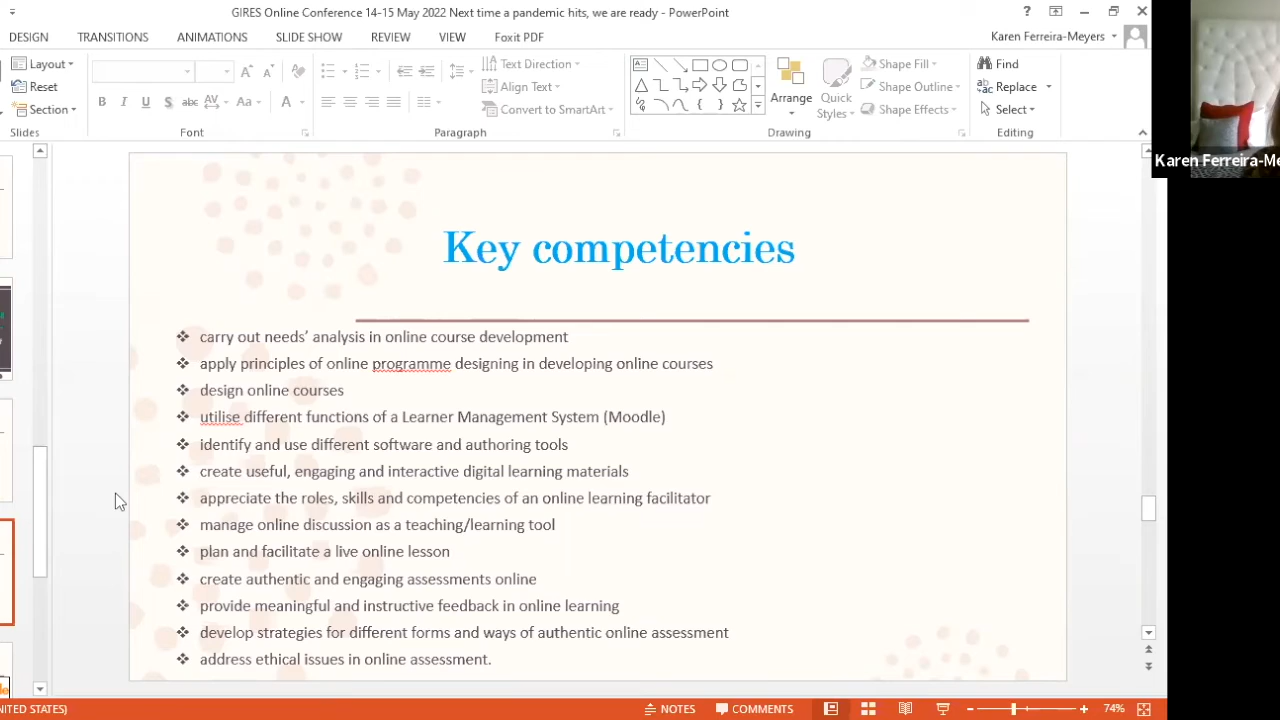 GIRES Online Conference 14-15 May 2022 Next time a pandemic hits, we are ready - PowerPoint
DESIGN TRANSITIONS ANIMATIONS SLIDE SHOW REVIEW VIEW Foxit PDF Karen Ferreira-Meyers
Layout
Reset
Section
Slides
B I U S abc AV Aa A
Font
Text Direction
Align Text
Convert to SmartArt
Paragraph
Arrange
Quick
Styles
Shape Fill
Shape Outline
Shape Effects
Drawing
Find
Replace
Select
Editing
Karen Ferreira-Me
Key competencies
❖ carry out needs’ analysis in online course development
❖ apply principles of online programme designing in developing online courses
❖ design online courses
❖ utilise different functions of a Learner Management System (Moodle)
❖ identify and use different software and authoring tools
❖ create useful, engaging and interactive digital learning materials
❖ appreciate the roles, skills and competencies of an online learning facilitator
❖ manage online discussion as a teaching/learning tool
❖ plan and facilitate a live online lesson
❖ create authentic and engaging assessments online
❖ provide meaningful and instructive feedback in online learning
❖ develop strategies for different forms and ways of authentic online assessment
❖ address ethical issues in online assessment.
NITED STATES) NOTES COMMENTS 74%